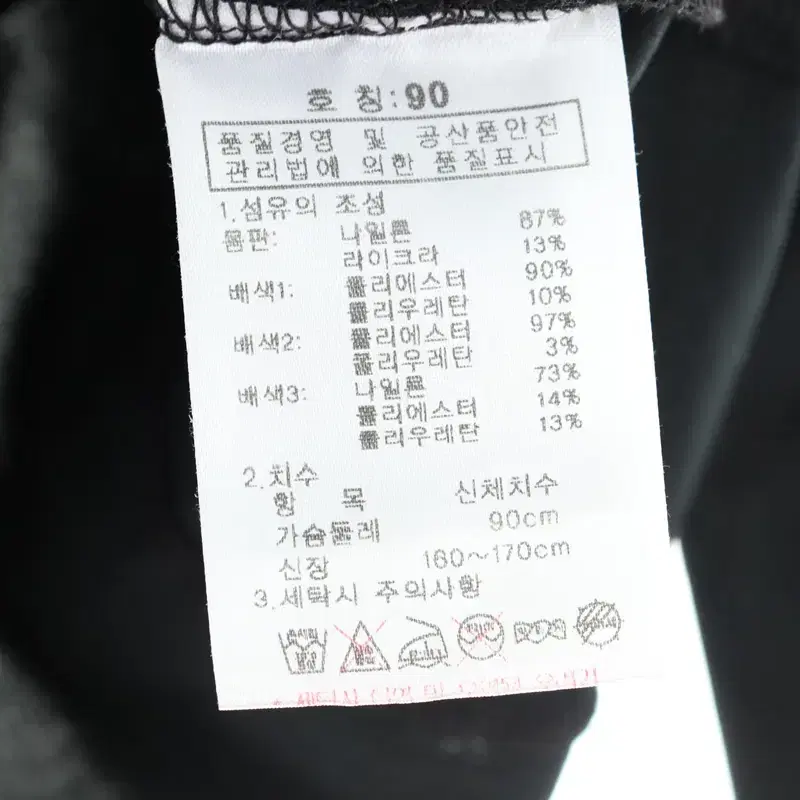 호 칭: 90
품질경영 및 공산품안전
관리법에 의한 품질표시
1.섬유의 조성
몸판: 나일론 87%
라이크라 13%
배색1: 폴리에스터 90%
폴리우레탄 10%
배색2: 폴리에스터 97%
폴리우레탄 3%
배색3: 나일론 73%
폴리에스터 14%
폴리우레탄 13%
2.치수
항 목 신체치수
가슴둘레 90cm
신장 160~170cm
3.세탁시 주의사항